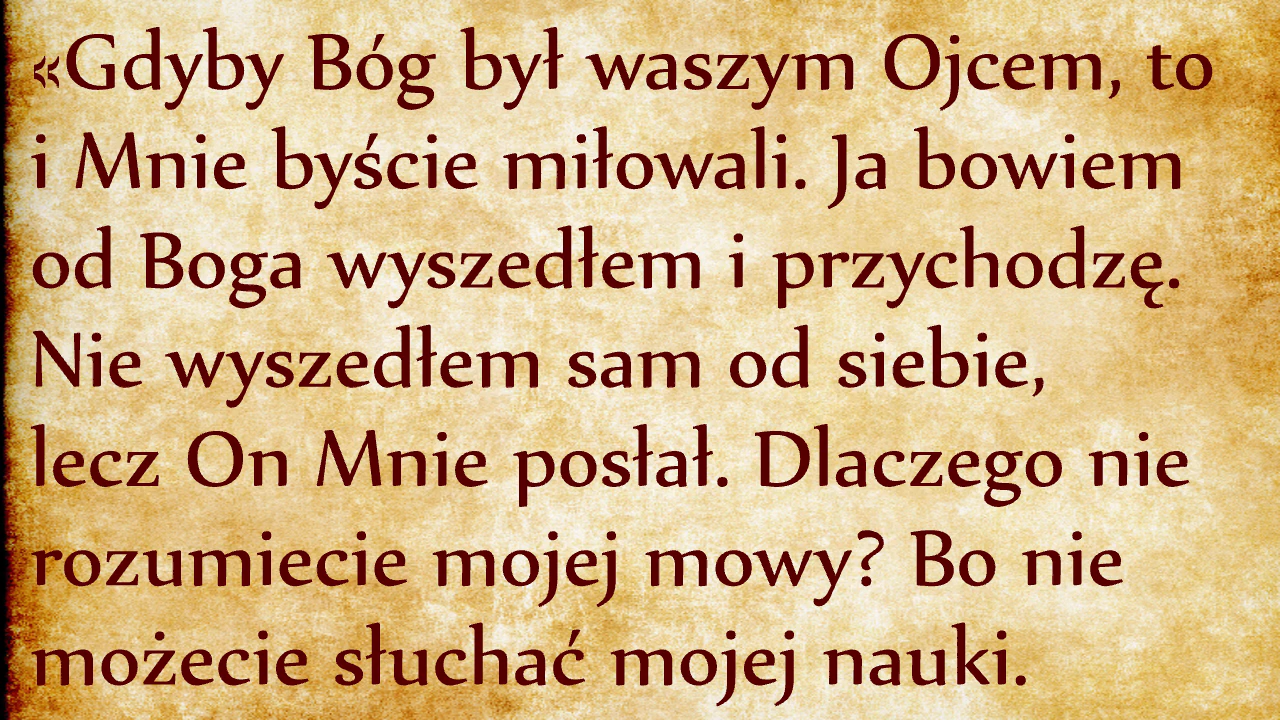 «Gdyby Bóg był waszym Ojcem, to
i Mnie byście miłowali. Ja bowiem
od Boga wyszedłem i przychodzę.
Nie wyszedłem sam od siebie,
lecz On Mnie posłał. Dlaczego nie
rozumiecie mojej mowy? Bo nie
możecie słuchać mojej nauki.